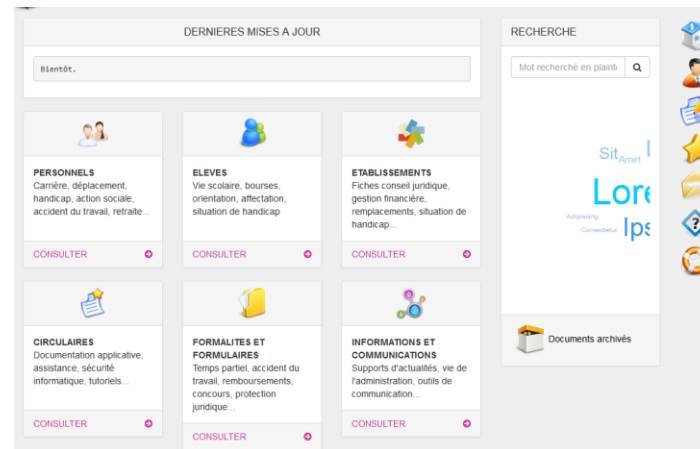 DERNIERES MISES A JOUR
Bientôt.
PERSONNELS
Carrière, déplacement,
handicap, action sociale,
accident du travail, retraite...
CONSULTER
ELEVES
Vie scolaire, bourses,
orientation, affectation,
situation de handicap
CONSULTER
ETABLISSEMENTS
Fiches conseil juridique,
gestion financière,
remplacements, situation de
handicap...
CONSULTER
CIRCULAIRES
Documentation applicative,
assistance, sécurité
informatique, tutoriels...
CONSULTER
FORMALITES ET
FORMULAIRES
Temps partiel, accident du
travail, remboursements,
concours, protection
juridique...
CONSULTER
INFORMATIONS ET
COMMUNICATIONS
Supports d'actualités, vie de
l'administration, outils de
communication...
CONSULTER
RECHERCHE
Mot recherché en plainte
Sit
Amet
Lore
Adipiscing
Consectetur
Ips
Documents archivés